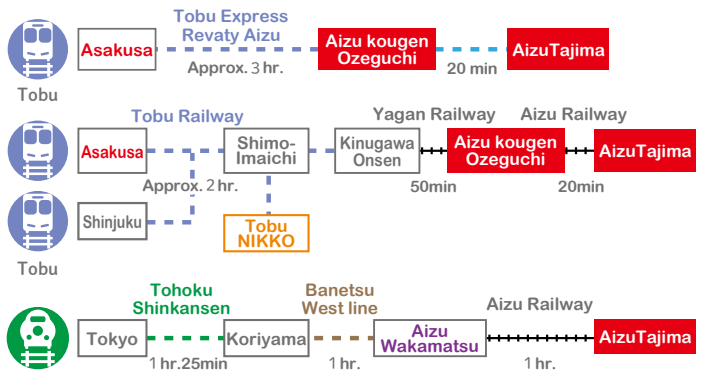 Tobu Express
Revaty Aizu
Asakusa
Aizu kougen
Ozeguchi
AizuTajima
Approx. 3 hr.
20 min
Tobu
Tobu Railway
Yagan Railway
Aizu Railway
Asakusa
Shimo-
Imaichi
Kinugawa
Onsen
Aizu kougen
Ozeguchi
AizuTajima
Approx. 2 hr.
50min
20min
Shinjuku
Tobu
NIKKO
Tobu
Tohoku
Shinkansen
Banetsu
West line
Aizu Railway
Tokyo
Koriyama
Aizu
Wakamatsu
AizuTajima
1 hr.25min
1 hr.
1 hr.